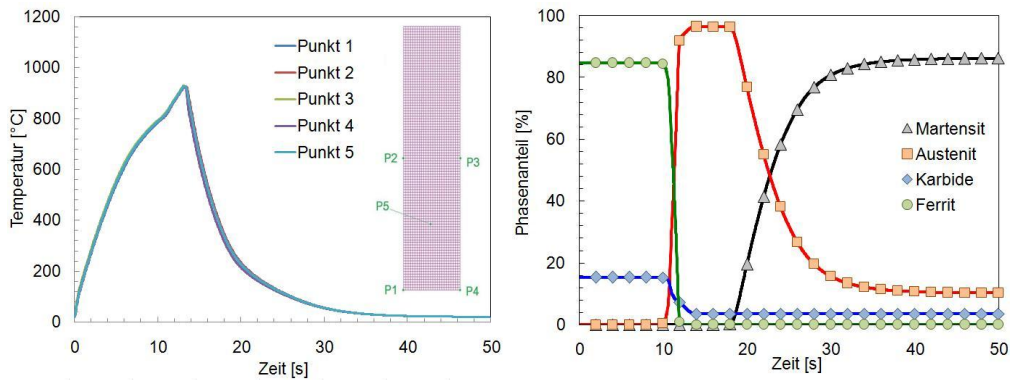 1200
1000
800
600
400
200
0
Temperatur [°C]
Punkt 1
Punkt 2
Punkt 3
Punkt 4
Punkt 5
P2
P3
P5
P1
P4
0
10
20
30
40
50
Zeit [s]
100
80
60
40
20
0
Phasenanteil [%]
Martensit
Austenit
Karbide
Ferrit
0
10
20
30
40
50
Zeit [s]